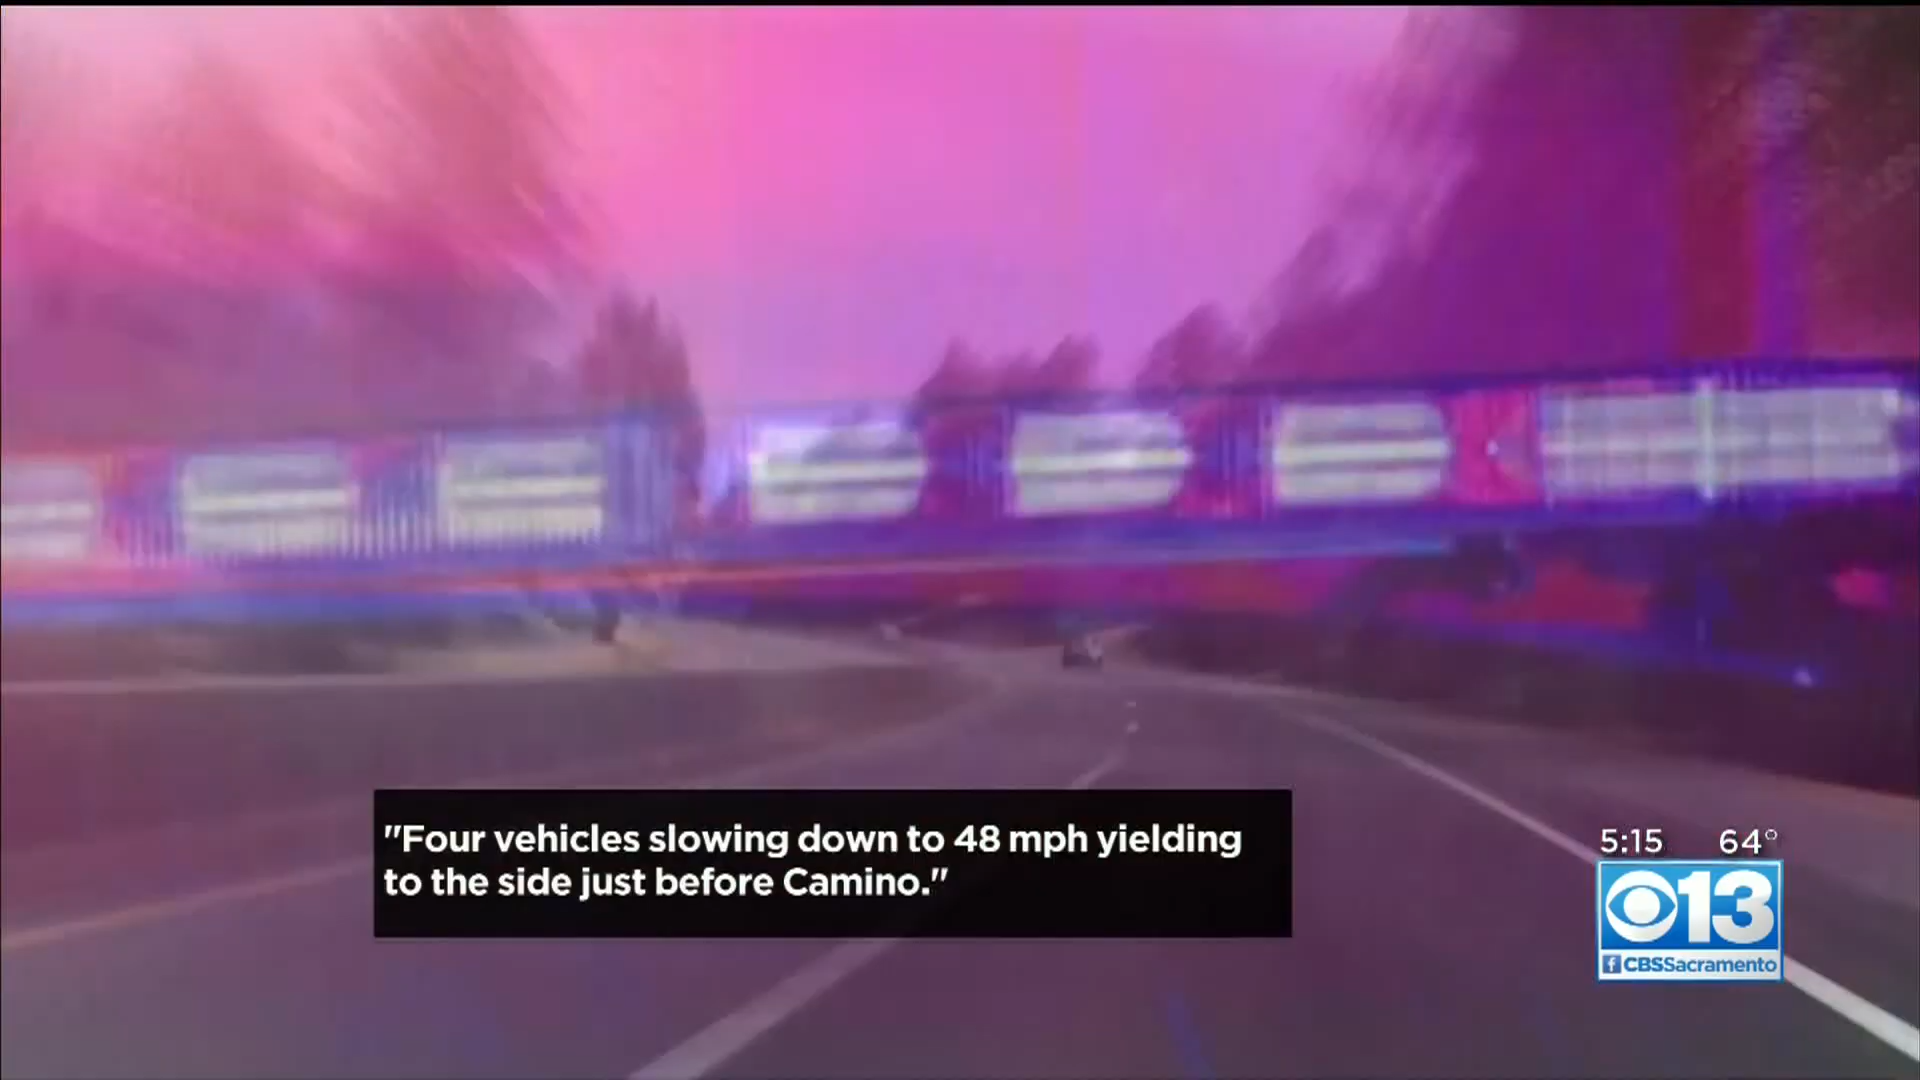 "Four vehicles slowing down to 48 mph yielding
to the side just before Camino."
5:15 64°
13
f CBSSacramento